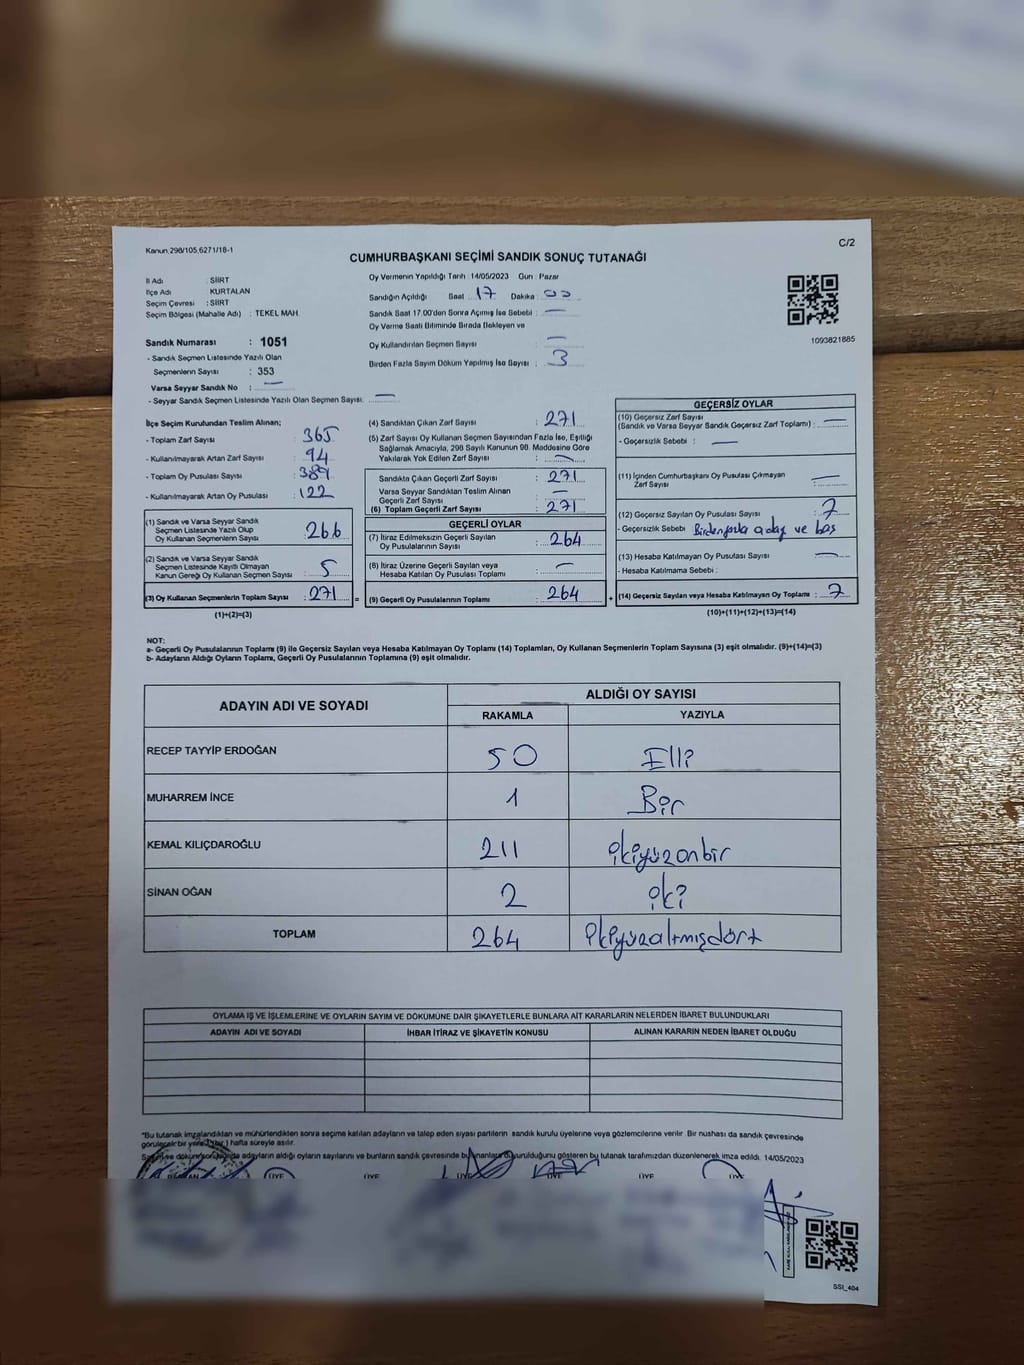 Kanun 298/105,6271/18-1
C/2
CUMHURBAŞKANI SEÇİMİ SANDIK SONUÇ TUTANAĞI
İl Adı : SİİRT
İlçe Adı KURTALAN
Seçim Çevresi : SİİRT
Seçim Bölgesi (Mahalle Adı) : TEKEL MAH.
Sandık Numarası : 1051
- Sandık Seçmen Listesinde Yazılı Olan
Seçmenlerin Sayısı : 353
Varsa Seyyar Sandık No : —
- Seyyar Sandık Seçmen Listesinde Yazılı Olan Seçmen Sayısı: —
Oy Vermenin Yapıldığı Tarih : 14/05/2023 Gün : Pazar
Sandığın Açıldığı Saat 17 Dakika : 00
Sandık Saat 17.00'den Sonra Açılmış İse Sebebi : —
Oy Verme Saati Bitiminde Sırada Bekleyen ve
Oy Kullandırılan Seçmen Sayısı : —
Birden Fazla Sayım Döküm Yapılmış İse Sayısı : 3
1093821885
İlçe Seçim Kurulundan Teslim Alınan;
- Toplam Zarf Sayısı : 365
- Kullanılmayarak Artan Zarf Sayısı : 94
- Toplam Oy Pusulası Sayısı : 389
- Kullanılmayarak Artan Oy Pusulası : 122
(1) Sandık ve Varsa Seyyar Sandık
Seçmen Listesinde Yazılı Olup
Oy Kullanan Seçmenlerin Sayısı : 266
(2) Sandık ve Varsa Seyyar Sandık
Seçmen Listesinde Kayıtlı Olmayan
Kanun Gereği Oy Kullanan Seçmen Sayısı : 5
(3) Oy Kullanan Seçmenlerin Toplam Sayısı : 271 =
(1)+(2)=(3)
(4) Sandıktan Çıkan Zarf Sayısı : 271
(5) Zarf Sayısı Oy Kullanan Seçmen Sayısından Fazla İse, Eşitliği
Sağlamak Amacıyla, 298 Sayılı Kanunun 98. Maddesine Göre
Yakılarak Yok Edilen Zarf Sayısı : —
Sandıkta Çıkan Geçerli Zarf Sayısı : 271
Varsa Seyyar Sandıktan Teslim Alınan
Geçerli Zarf Sayısı : —
(6) Toplam Geçerli Zarf Sayısı : 271
GEÇERLİ OYLAR
(7) İtiraz Edilmeksizin Geçerli Sayılan
Oy Pusulalarının Sayısı : 264
(8) İtiraz Üzerine Geçerli Sayılan veya
Hesaba Katılan Oy Pusulası Toplamı : —
(9) Geçerli Oy Pusulalarının Toplamı : 264 +
GEÇERSİZ OYLAR
(10) Geçersiz Zarf Sayısı
(Sandık ve Varsa Seyyar Sandık Geçersiz Zarf Toplamı) : —
- Geçersizlik Sebebi : —
(11) İçinden Cumhurbaşkanı Oy Pusulası Çıkmayan
Zarf Sayısı : —
(12) Geçersiz Sayılan Oy Pusulası Sayısı : 7
- Geçersizlik Sebebi Birden fazla aday ve boş
(13) Hesaba Katılmayan Oy Pusulası Sayısı : —
- Hesaba Katılmama Sebebi :
(14) Geçersiz Sayılan veya Hesaba Katılmayan Oy Toplamı : 7
(10)+(11)+(12)+(13)=(14)
NOT:
a- Geçerli Oy Pusulalarının Toplamı (9) ile Geçersiz Sayılan veya Hesaba Katılmayan Oy Toplamı (14) Toplamları, Oy Kullanan Seçmenlerin Toplam Sayısına (3) eşit olmalıdır. (9)+(14)=(3)
b- Adayların Aldığı Oyların Toplamı, Geçerli Oy Pusulalarının Toplamına (9) eşit olmalıdır.
ADAYIN ADI VE SOYADI ALDIĞI OY SAYISI
RAKAMLA YAZIYLA
RECEP TAYYİP ERDOĞAN 50 Elli
MUHARREM İNCE 1 Bir
KEMAL KILIÇDAROĞLU 211 ikiyüzonbir
SİNAN OĞAN 2 iki
TOPLAM 264 ikiyüzaltmışdört
OYLAMA İŞ VE İŞLEMLERİNE VE OYLARIN SAYIM VE DÖKÜMÜNE DAİR ŞİKAYETLERLE BUNLARA AİT KARARLARIN NELERDEN İBARET BULUNDUKLARI
ADAYIN ADI VE SOYADI İHBAR İTİRAZ VE ŞİKAYETİN KONUSU ALINAN KARARIN NEDEN İBARET OLDUĞU
*Bu tutanak imzalandıktan ve mühürlendikten sonra seçime katılan adayların ve talep eden siyasi partilerin sandık kurulu üyelerine veya gözlemcilerine verilir. Bir nüshası da sandık çevresinde
görülecek bir yere 1 (bir) hafta süreyle asılır.
Sayım ve döküm sonucunda adayların aldığı oyların sayılarını ve bunların sandık çevresinde bulunanlara duyurulduğunu gösteren bu tutanak tarafımızdan düzenlenerek imza edildi. 14/05/2023
BAŞKAN ÜYE ÜYE ÜYE ÜYE ÜYE ÜYE
SSI_404